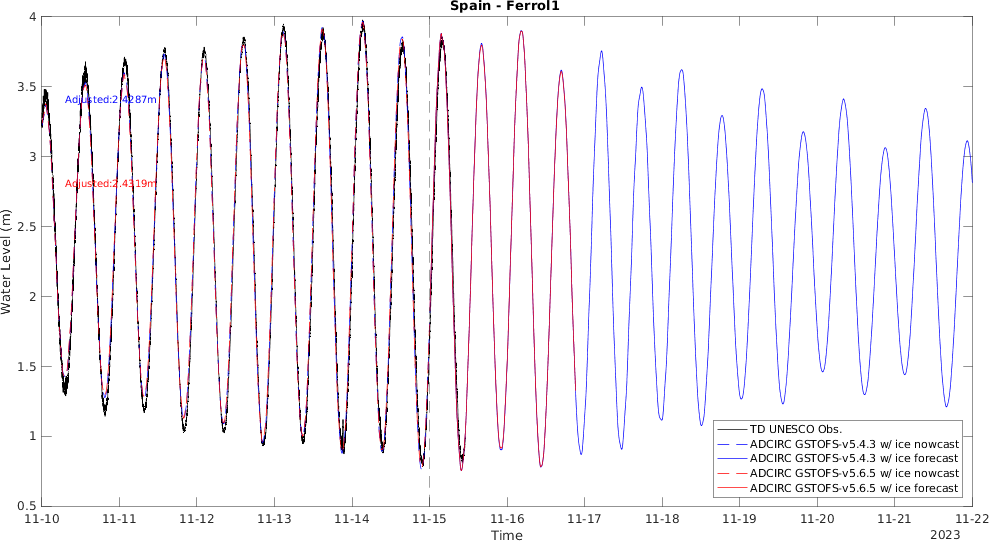 Spain - Ferrol1
4
3.5
3
2.5
2
1.5
1
0.5
Water Level (m)
Adjusted:2.4287m
Adjusted:2.4319m
TD UNESCO Obs.
ADCIRC GSTOFS-v5.4.3 w/ ice nowcast
ADCIRC GSTOFS-v5.4.3 w/ ice forecast
ADCIRC GSTOFS-v5.6.5 w/ ice nowcast
ADCIRC GSTOFS-v5.6.5 w/ ice forecast
11-10 11-11 11-12 11-13 11-14 11-15 11-16 11-17 11-18 11-19 11-20 11-21 11-22
Time
2023